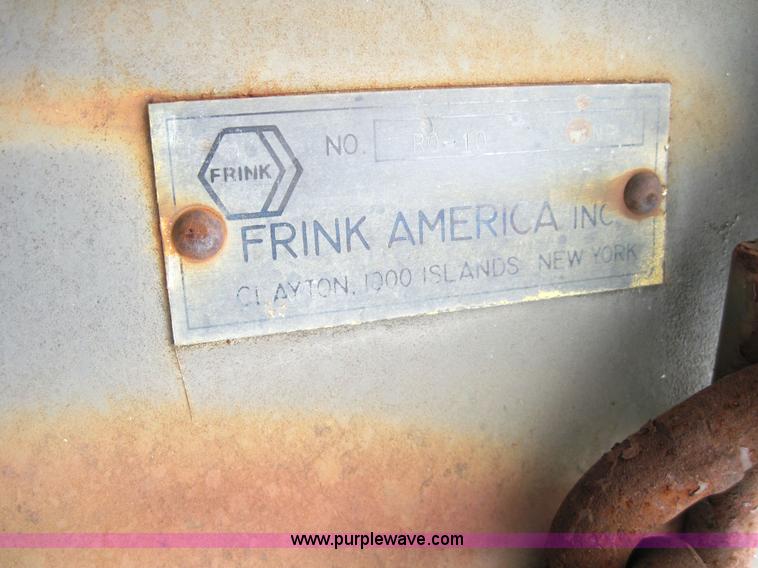 FRINK
NO.
FRINK AMERICA INC
CLAYTON, 1000 ISLANDS NEW YORK
www.purplewave.com